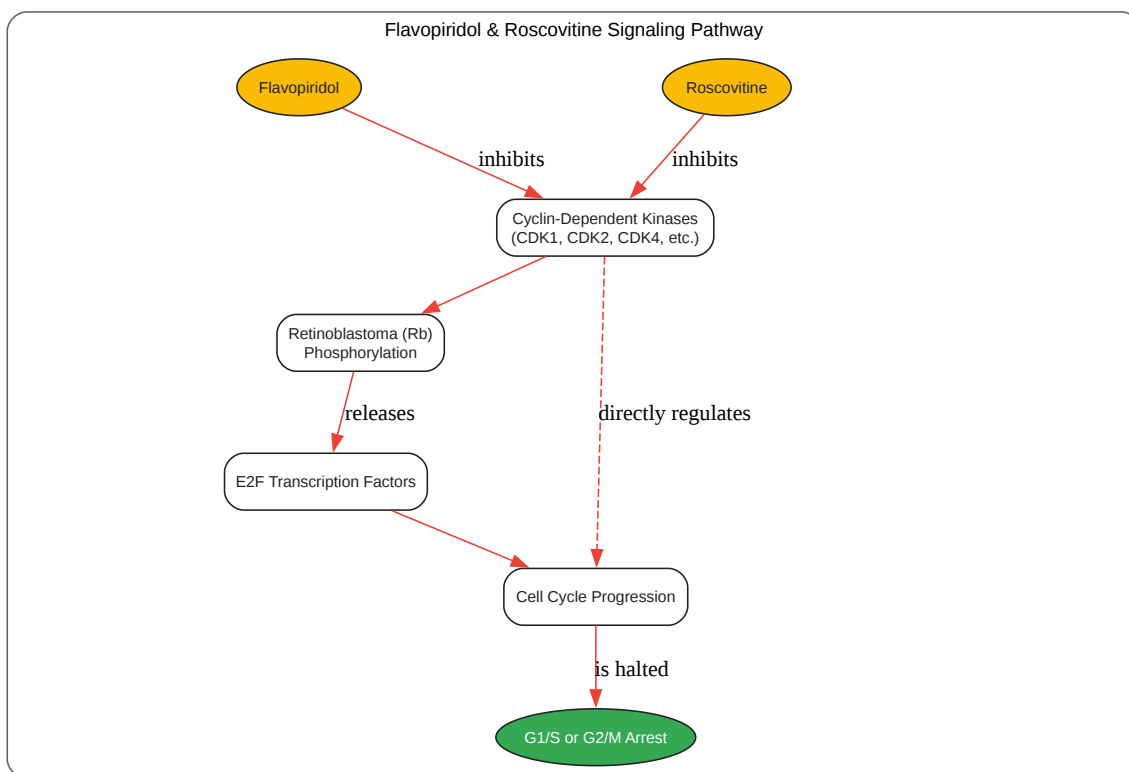 Flavopiridol & Roscovitine Signaling Pathway
Flavopiridol
Roscovitine
inhibits
inhibits
Cyclin-Dependent Kinases
(CDK1, CDK2, CDK4, etc.)
Retinoblastoma (Rb)
Phosphorylation
releases
directly regulates
E2F Transcription Factors
Cell Cycle Progression
is halted
G1/S or G2/M Arrest